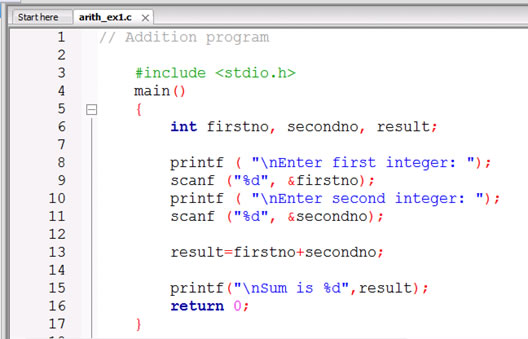 Start here arith_ex1.c
1 // Addition program
2
3 #include <stdio.h>
4 main()
5 {
6 int firstno, secondno, result;
7
8 printf ( "\nEnter first integer: ");
9 scanf ("%d", &firstno);
10 printf ( "\nEnter second integer: ");
11 scanf ("%d", &secondno);
12
13 result=firstno+secondno;
14
15 printf("\nSum is %d",result);
16 return 0;
17 }
18